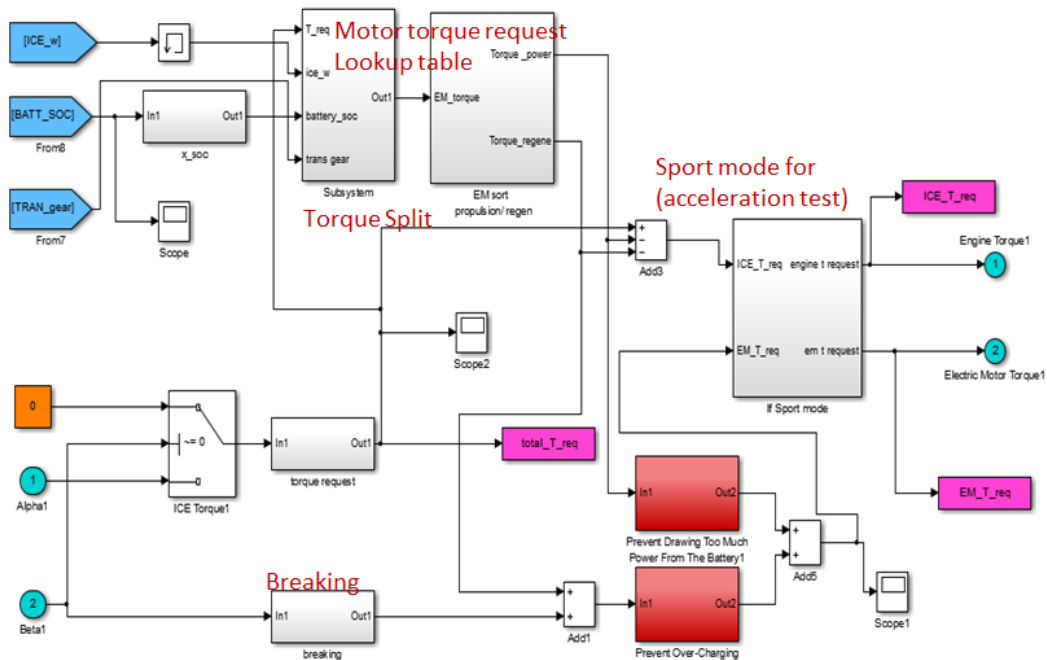 [ICE_w]
T_req
Motor torque request
Lookup table
Torque _power
ice_w
[BATT_SOC]
In1
Out1
Out1
EM_torque
battery_soc
From8
x_soc
Torque_regene
trans gear
Subsystem
EM sort
propulsion/ regen
Sport mode for
(acceleration test)
[TRAN_gear]
From7
Scope
Torque Split
+
−
−
Add3
ICE_T_req
Engine Torque1
ICE_T_req
engine t request
1
Scope2
EM_T_req
em t request
2
Electric Motor Torque1
If Sport mode
0
~= 0
In1
Out1
total_T_req
1
Alpha1
ICE Torque1
torque request
EM_T_req
In1
Out2
Prevent Drawing Too Much
Power From The Battery1
+
+
Add5
Breaking
2
Beta1
In1
Out1
breaking
+
+
Add1
In1
Out2
Prevent Over-Charging
Scope1